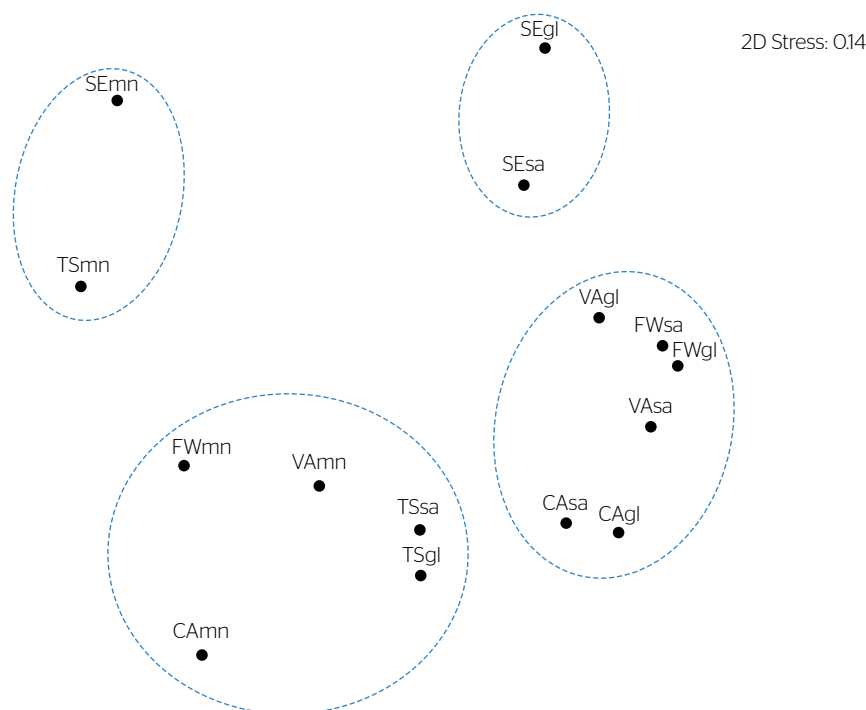 SEgl
2D Stress: 0.14
SEmn
SEsa
TSmn
VAgl
FWsa
FWgl
VAsa
FWmn
VAmn
TSsa
CAsa
CAgl
TSgl
CAmn